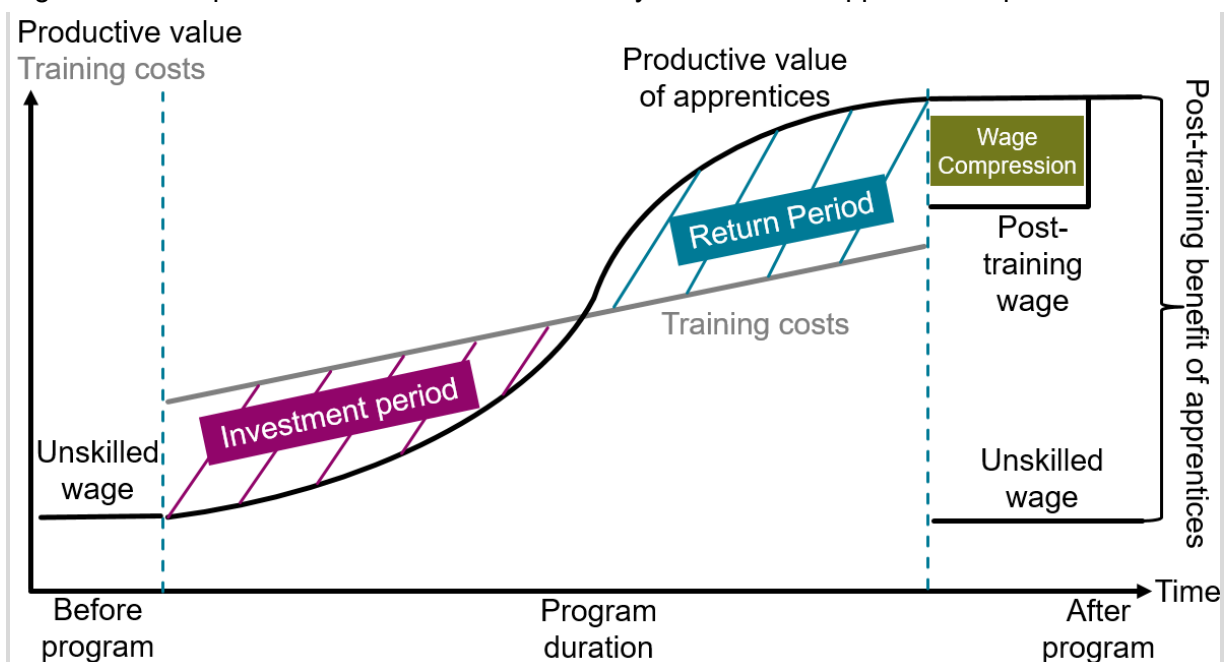 Productive value
Training costs
Productive value
of apprentices
Wage
Compression
Return Period
Post-
training
wage
Training costs
Investment period
Unskilled
wage
Unskilled
wage
Post-training benefit of apprentices
Time
Before
program
Program
duration
After
program